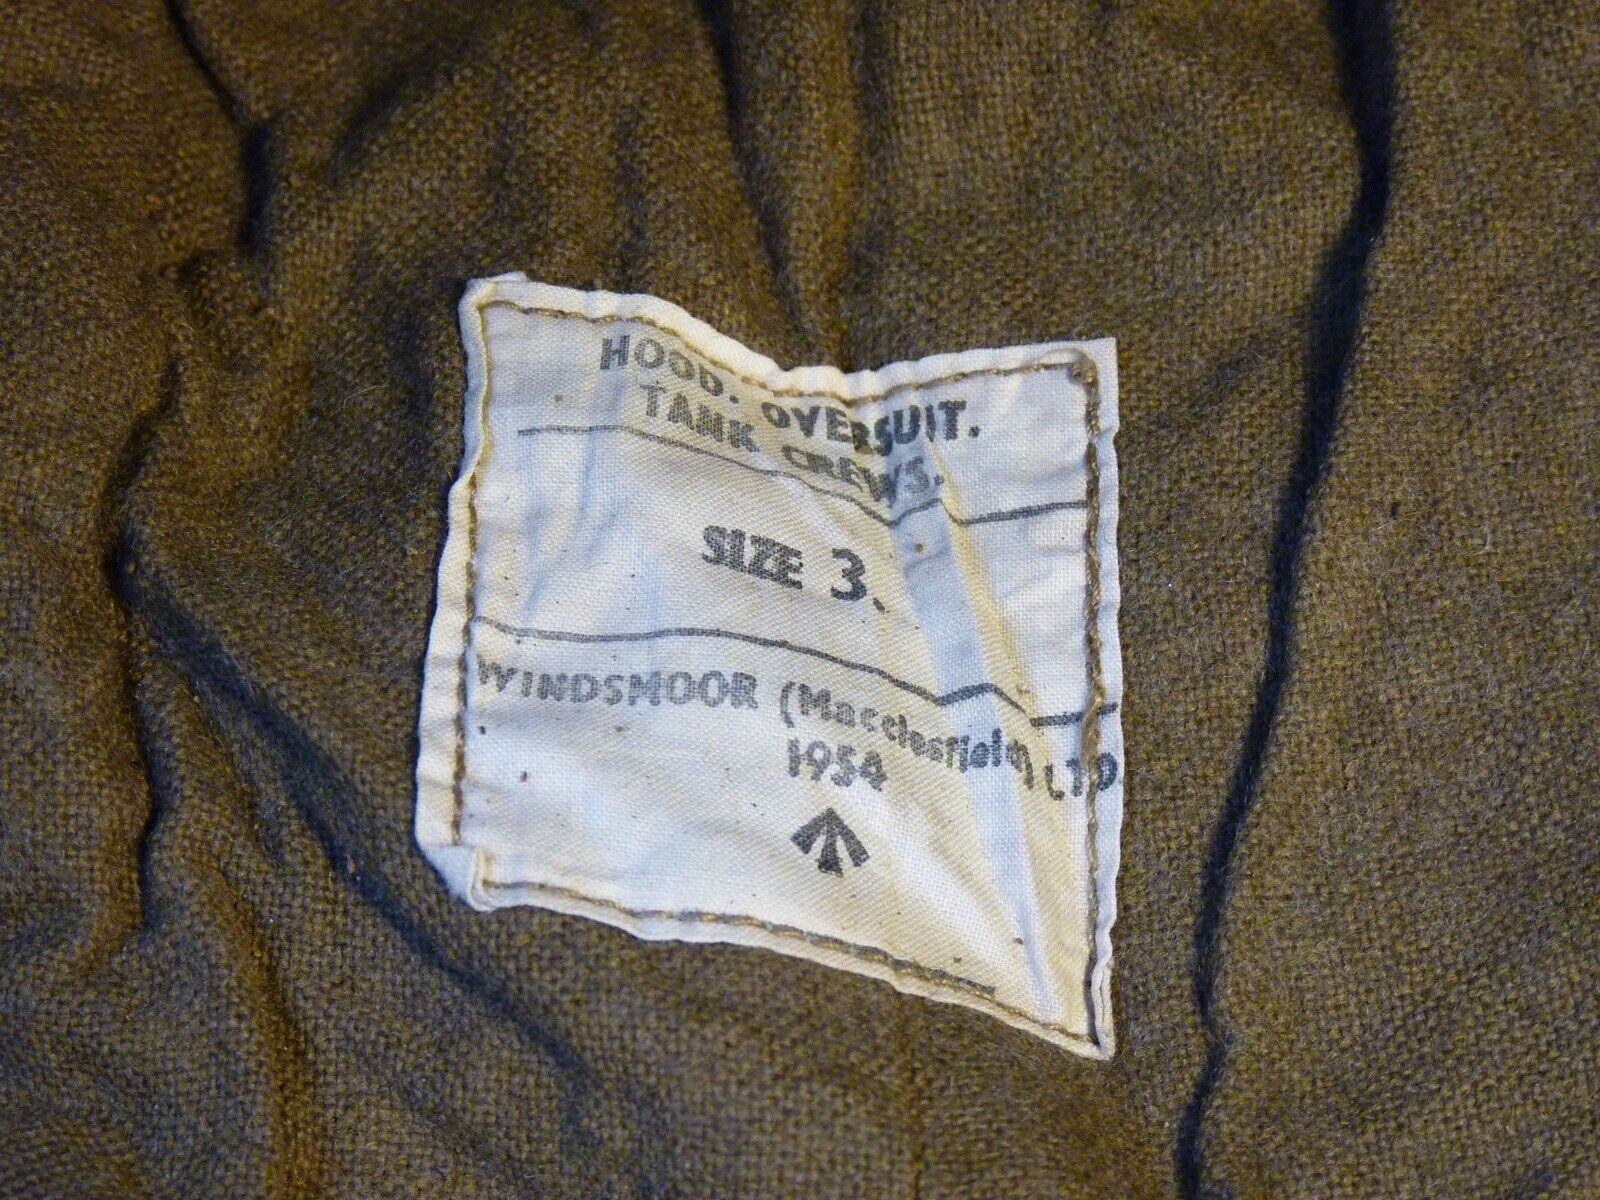 HOOD. OVERSUIT.
TANK CREWS.
SIZE 3.
WINDSMOOR (Macclesfield) LTD
1954